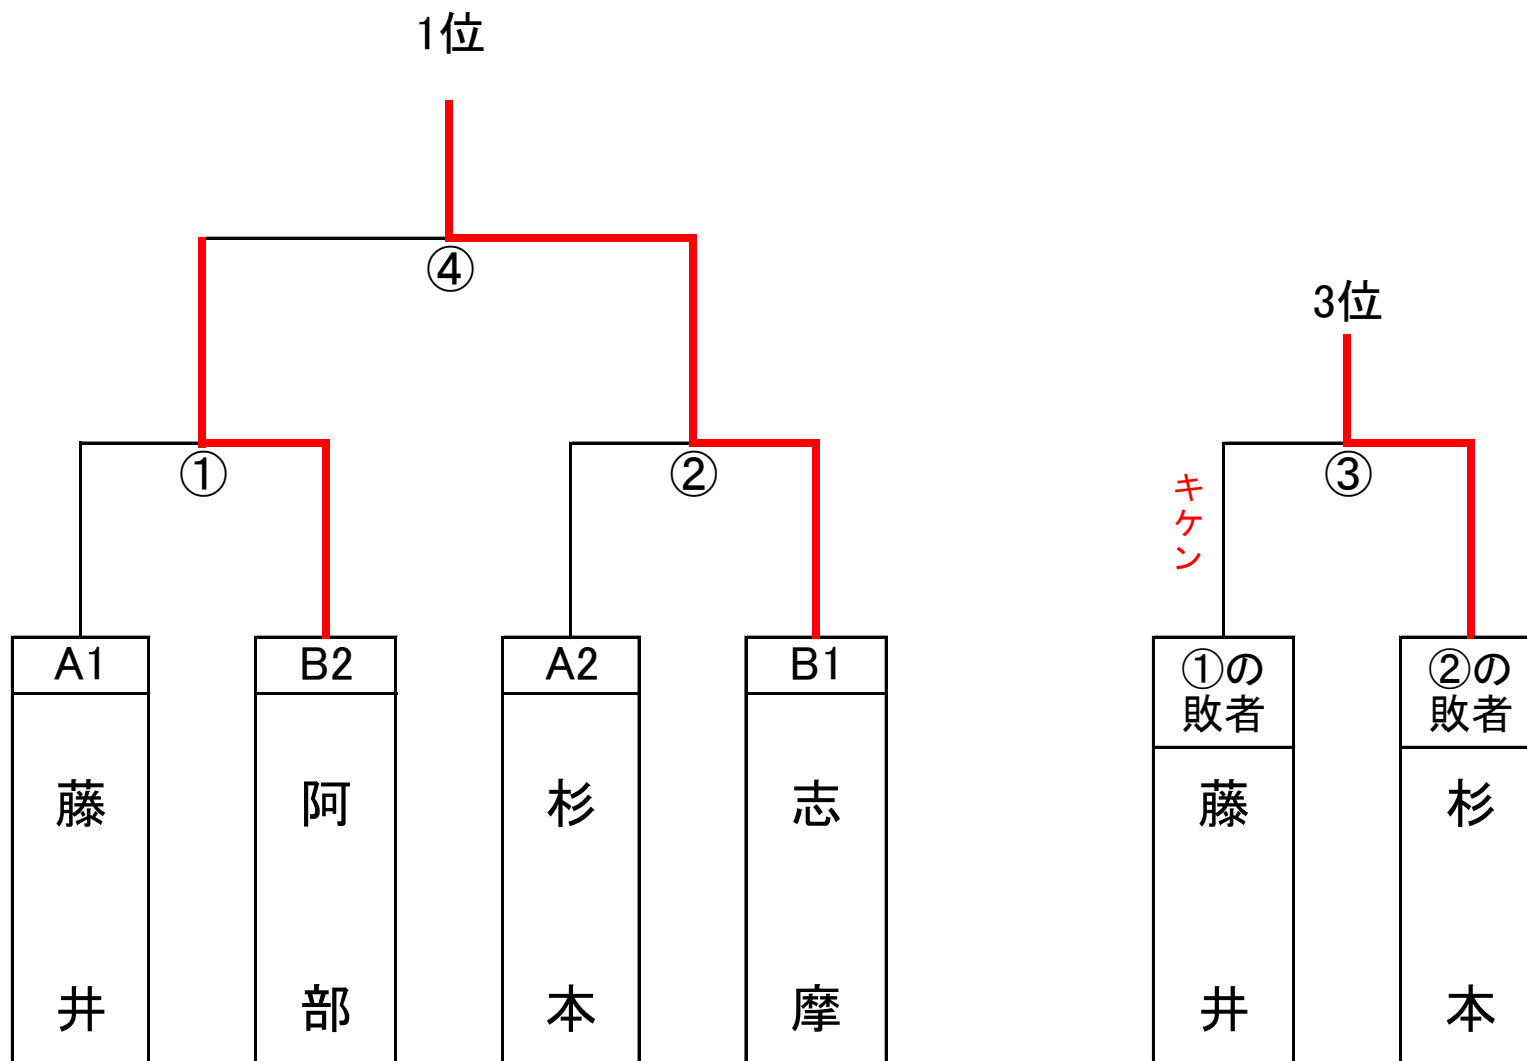 1位
④
3位
①
②
③
キケン
A1
B2
A2
B1
①の
敗者
②の
敗者
藤井
阿部
杉本
志摩
藤井
杉本